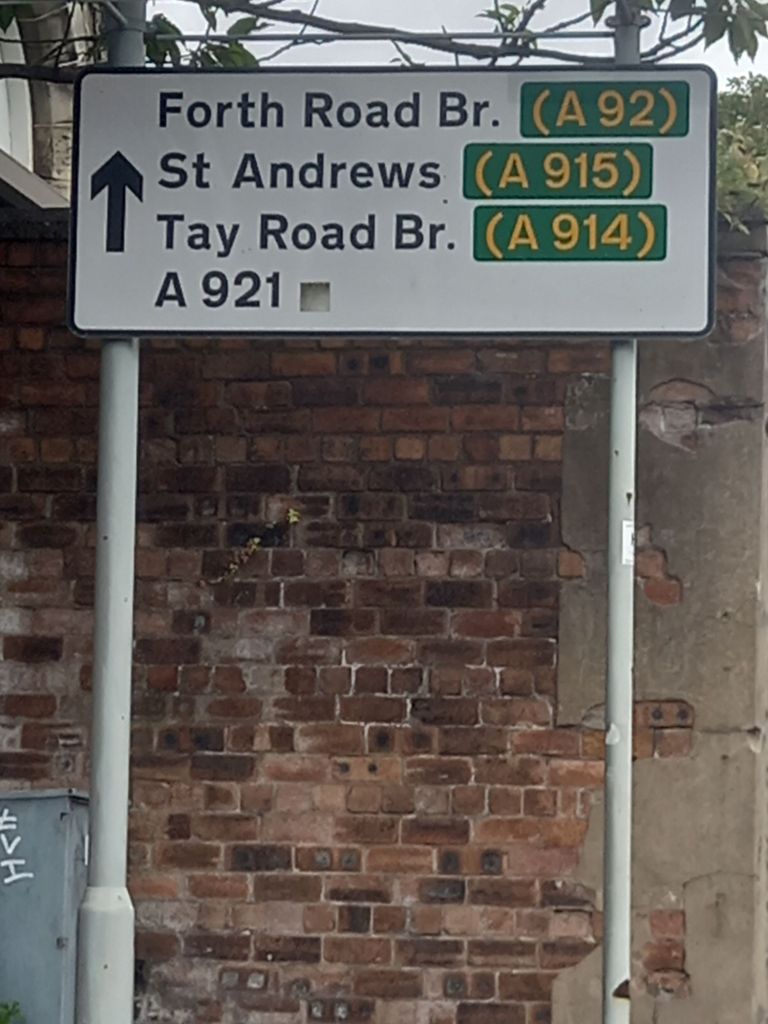 Forth Road Br. (A 92)
St Andrews (A 915)
Tay Road Br. (A 914)
A 921